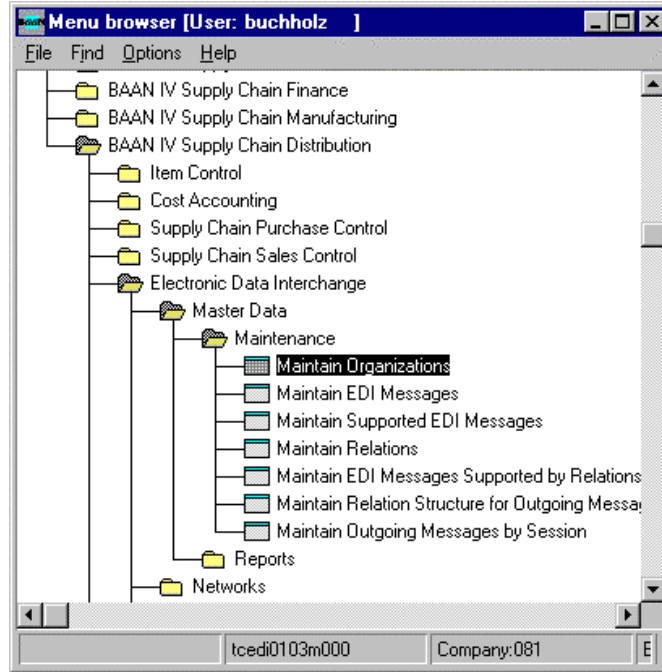 Baan Menu browser [User: buchholz ]
File Find Options Help
BAAN IV Supply Chain Finance
BAAN IV Supply Chain Manufacturing
BAAN IV Supply Chain Distribution
Item Control
Cost Accounting
Supply Chain Purchase Control
Supply Chain Sales Control
Electronic Data Interchange
Master Data
Maintenance
Maintain Organizations
Maintain EDI Messages
Maintain Supported EDI Messages
Maintain Relations
Maintain EDI Messages Supported by Relations
Maintain Relation Structure for Outgoing Messa
Maintain Outgoing Messages by Session
Reports
Networks
tcedi0103m000 Company:081 E